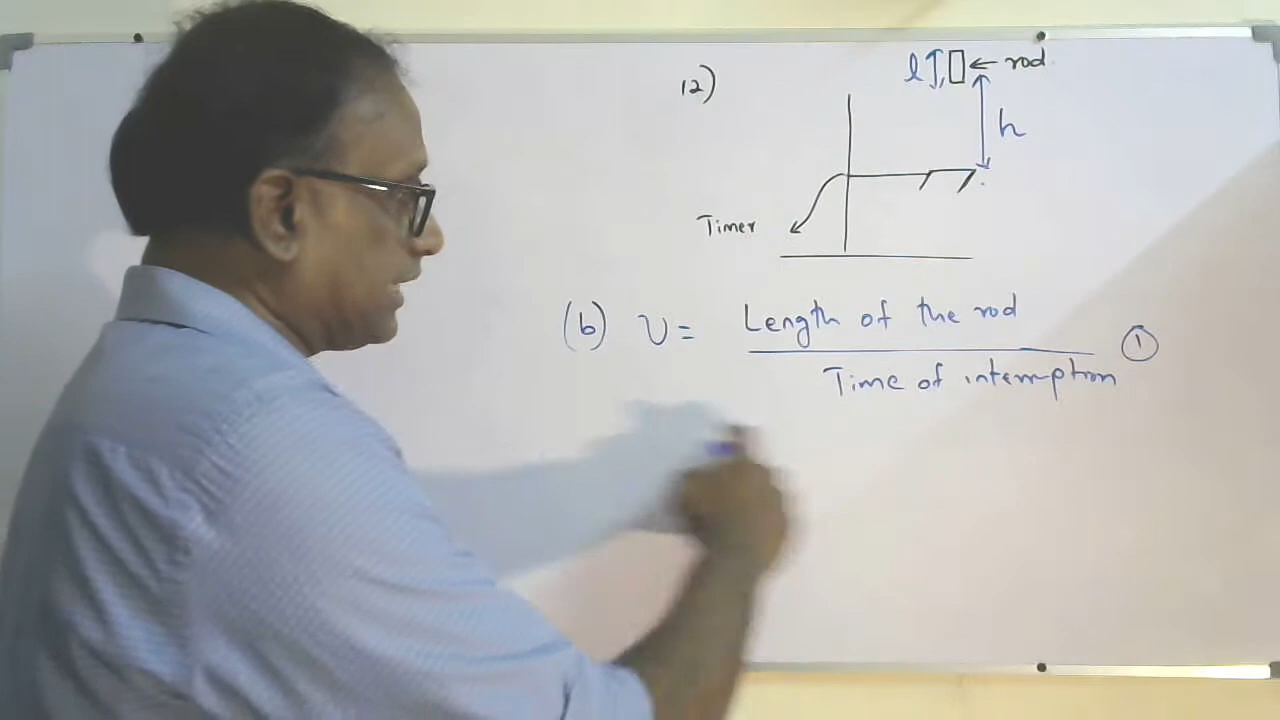 12)
l
← rod
h
Timer
(b) v = Length of the rod
Time of interruption ①